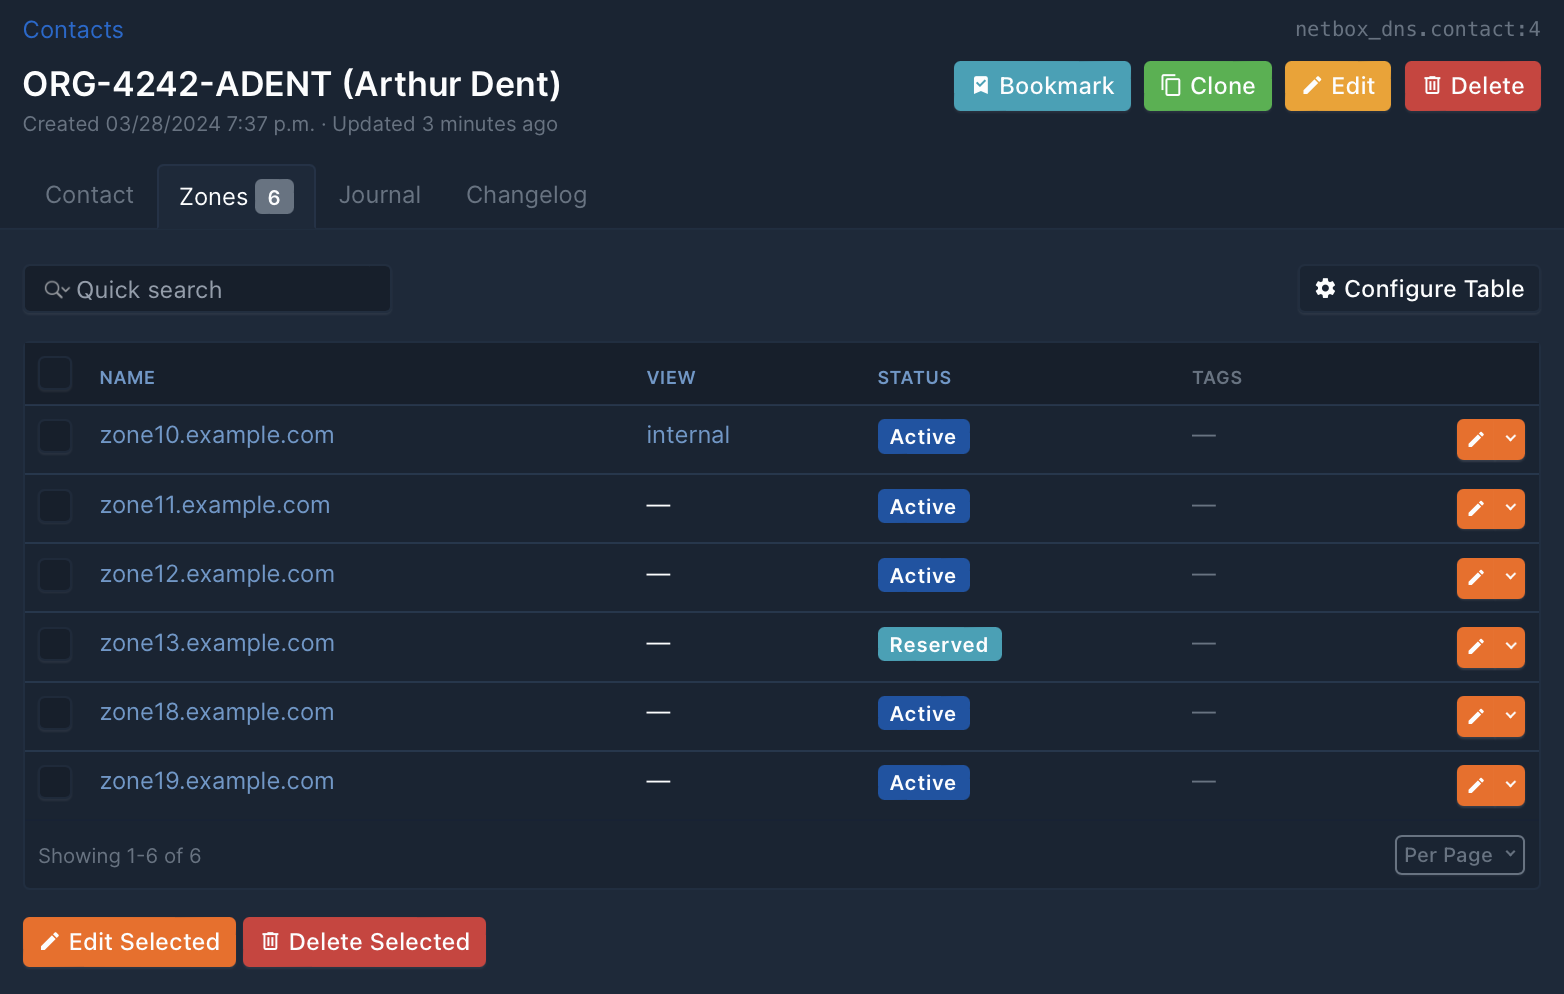 Contacts
netbox_dns.contact:4
ORG-4242-ADENT (Arthur Dent)
Bookmark Clone Edit Delete
Created 03/28/2024 7:37 p.m. · Updated 3 minutes ago
Contact Zones 6 Journal Changelog
Quick search
Configure Table
NAME VIEW STATUS TAGS
zone10.example.com internal Active —
zone11.example.com — Active —
zone12.example.com — Active —
zone13.example.com — Reserved —
zone18.example.com — Active —
zone19.example.com — Active —
Showing 1-6 of 6
Per Page
Edit Selected Delete Selected